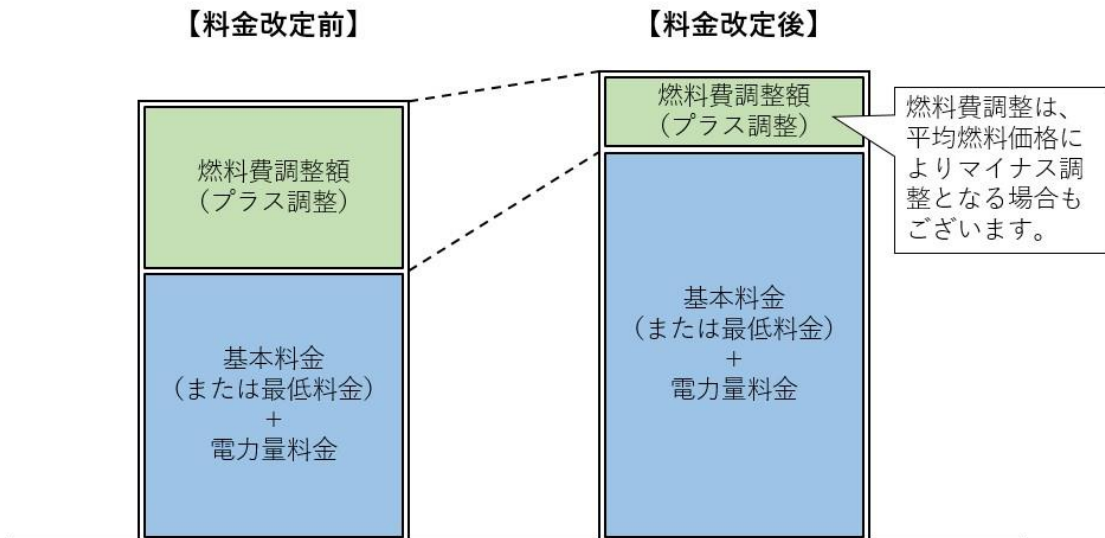 【料金改定前】
【料金改定後】
燃料費調整額
（プラス調整）
基本料金
（または最低料金）
＋
電力量料金
燃料費調整額
（プラス調整）
基本料金
（または最低料金）
＋
電力量料金
燃料費調整は、
平均燃料価格に
よりマイナス調
整となる場合も
ございます。